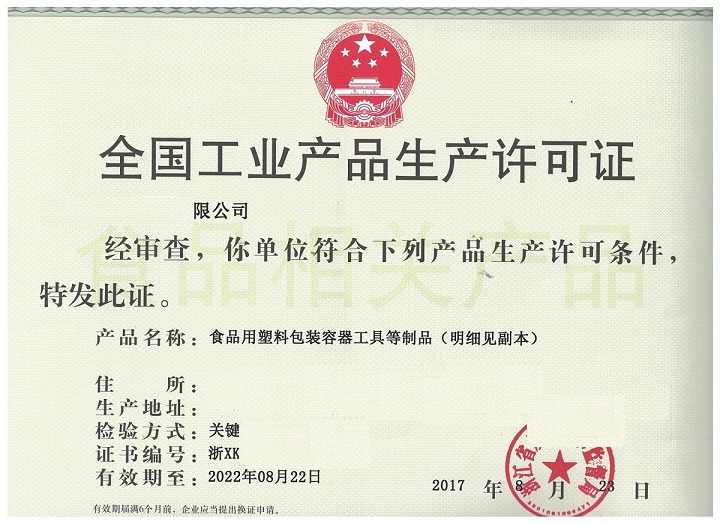 全国工业产品生产许可证
限公司
食品相关产品
经审查，你单位符合下列产品生产许可条件，
特发此证。
产品名称：食品用塑料包装容器工具等制品（明细见副本）
住 所：
生产地址：
检验方式：关键
证书编号：浙XK
有效期至：2022年08月22日
2017 年 8 月 23 日
浙江省
有效期届满6个月前，企业应当提出换证申请。